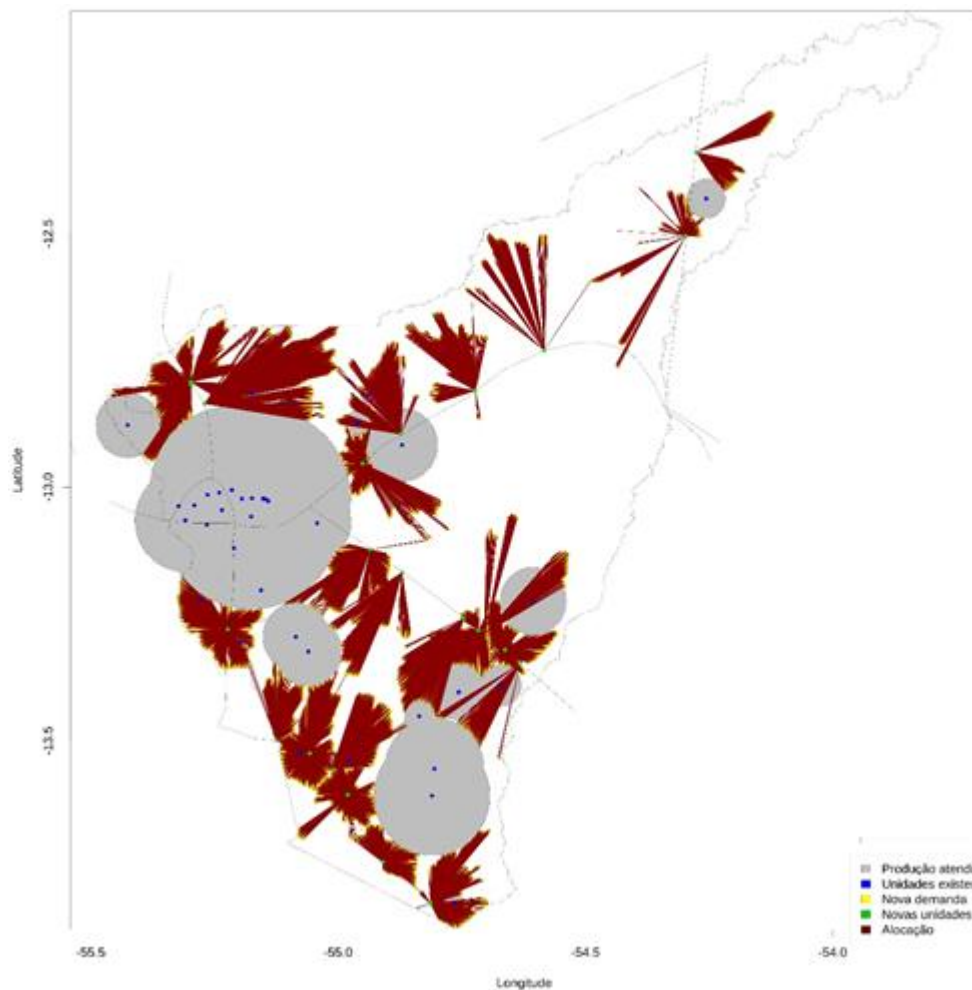 -12.5
-13.0
-13.5
Latitude
-55.5
-55.0
-54.5
-54.0
Longitude
Produção atendi
Unidades existen
Nova demanda
Novas unidades
Alocação